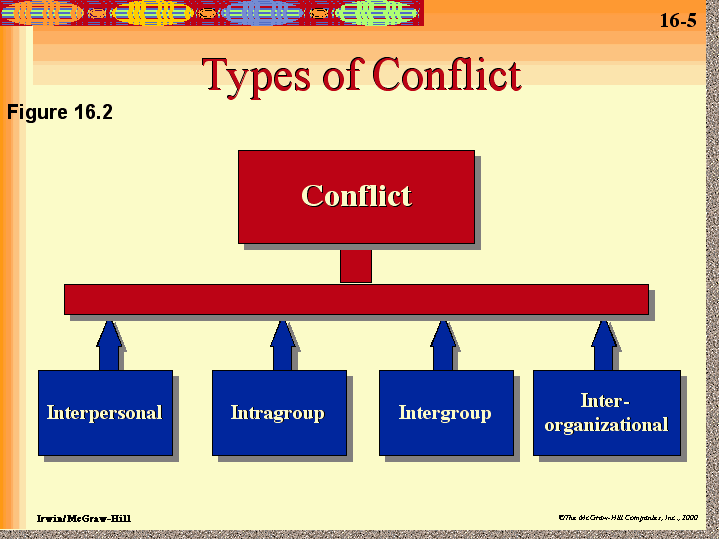 16-5
Types of Conflict
Figure 16.2
Conflict
Interpersonal
Intragroup
Intergroup
Inter-
organizational
Irwin/McGraw-Hill
©The McGraw-Hill Companies, Inc., 2000